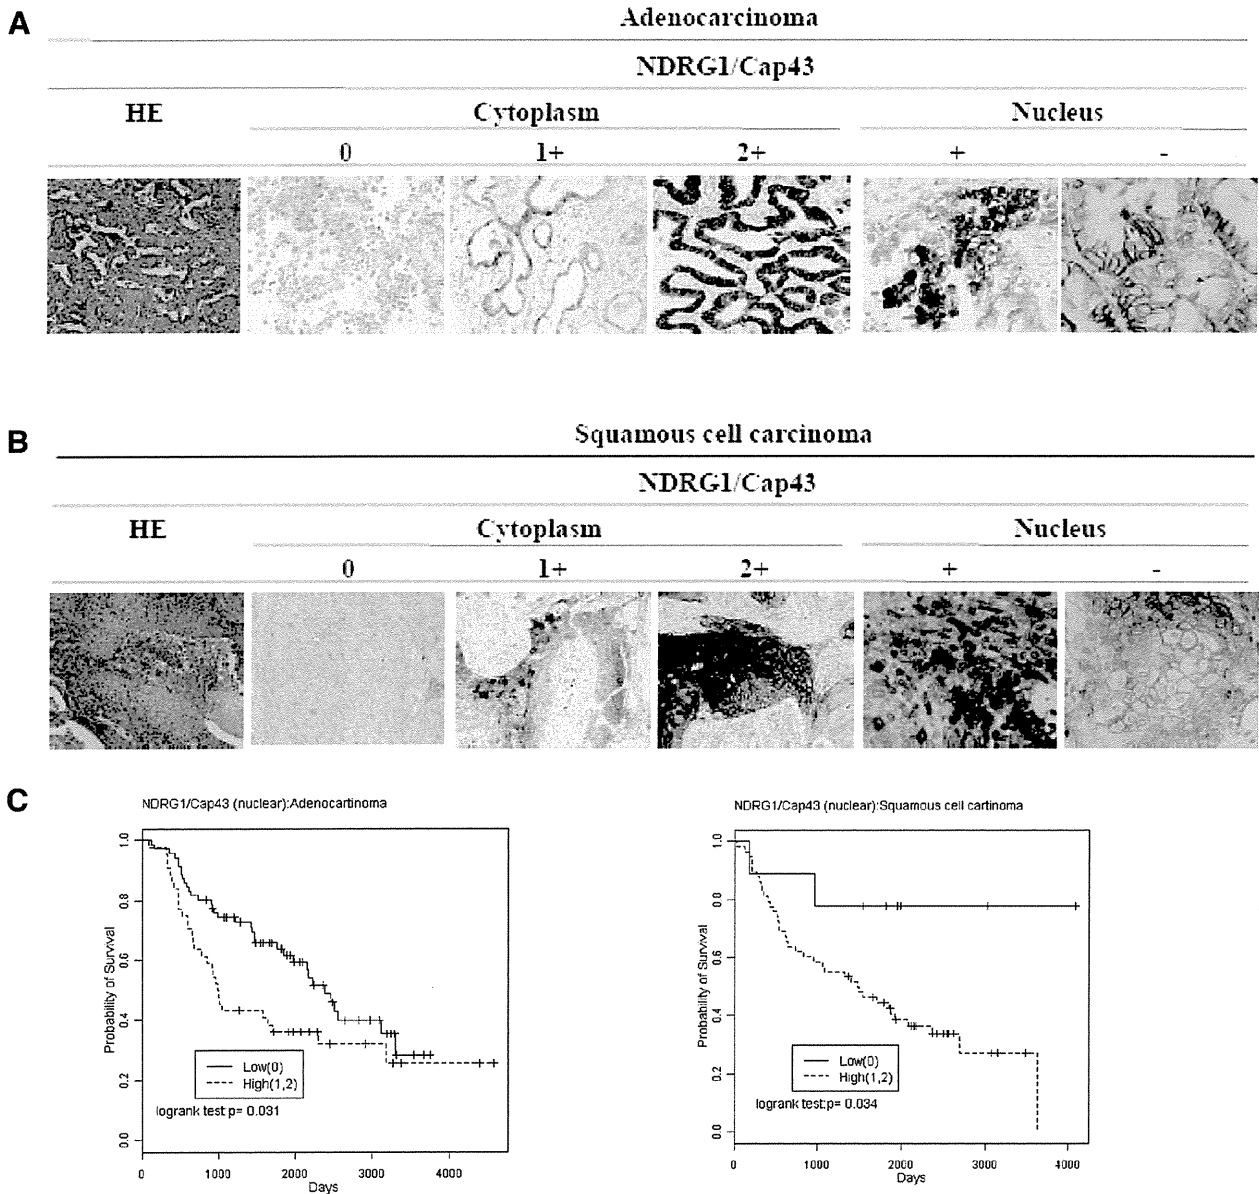 A
Adenocarcinoma
NDRG1/Cap43
HE Cytoplasm Nucleus
0 1+ 2+ + -
B
Squamous cell carcinoma
NDRG1/Cap43
HE Cytoplasm Nucleus
0 1+ 2+ + -
C
NDRG1/Cap43 (nuclear):Adenocartinoma
Probability of Survival
1.0
0.8
0.6
0.4
0.2
0.0
Low(0)
High(1,2)
logrank test:p= 0.031
0 1000 2000 3000 4000
Days
NDRG1/Cap43 (nuclear):Squamous cell cartinoma
Probability of Survival
1.0
0.8
0.6
0.4
0.2
0.0
Low(0)
High(1,2)
logrank test:p= 0.034
0 1000 2000 3000 4000
Days